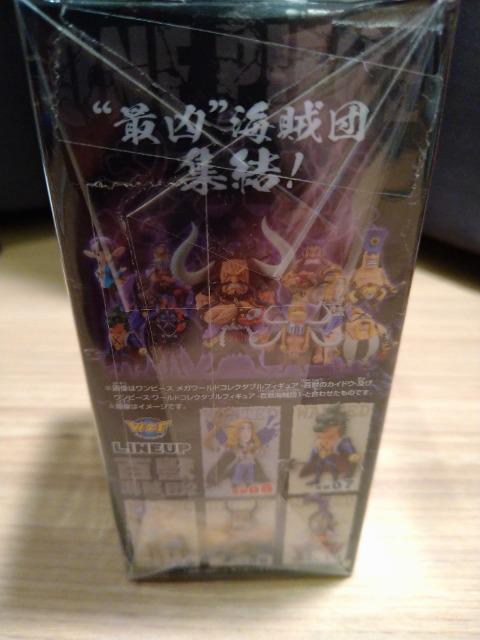 ONE PIECE
“最凶”海賊団
集結!
※画像はワンピース メガワールドコレクタブルフィギュア -百獣のカイドウ-及び、
ワンピース ワールドコレクタブルフィギュア -百獣海賊団1-と合わせたものです。
※画像はイメージです。
LINEUP
百獣
海賊団